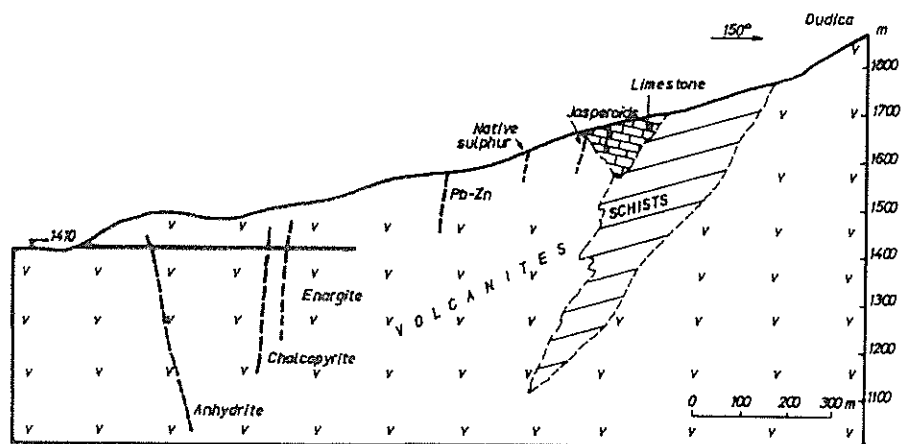 Dudica
150°
m
1800
Limestone
Jasperoids
1700
Native
sulphur
1600
Pb-Zn
SCHISTS
1500
1410
1400
VOLCANITES
Enargite
1300
Chalcopyrite
1200
Anhydrite
1100
0 100 200 300 m